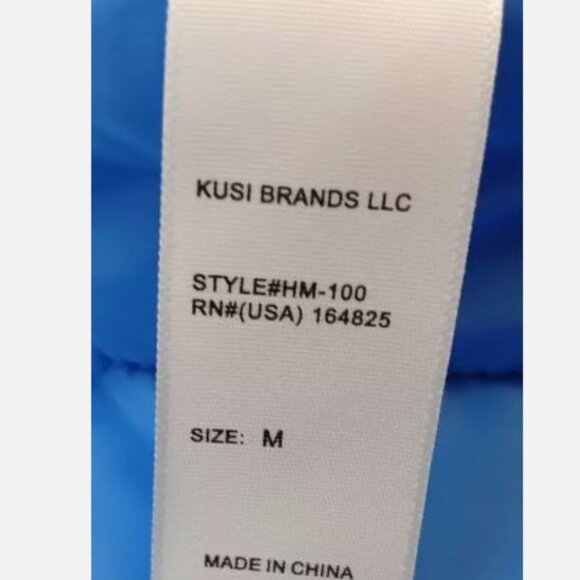 KUSI BRANDS LLC
STYLE#HM-100
RN#(USA) 164825
SIZE: M
MADE IN CHINA